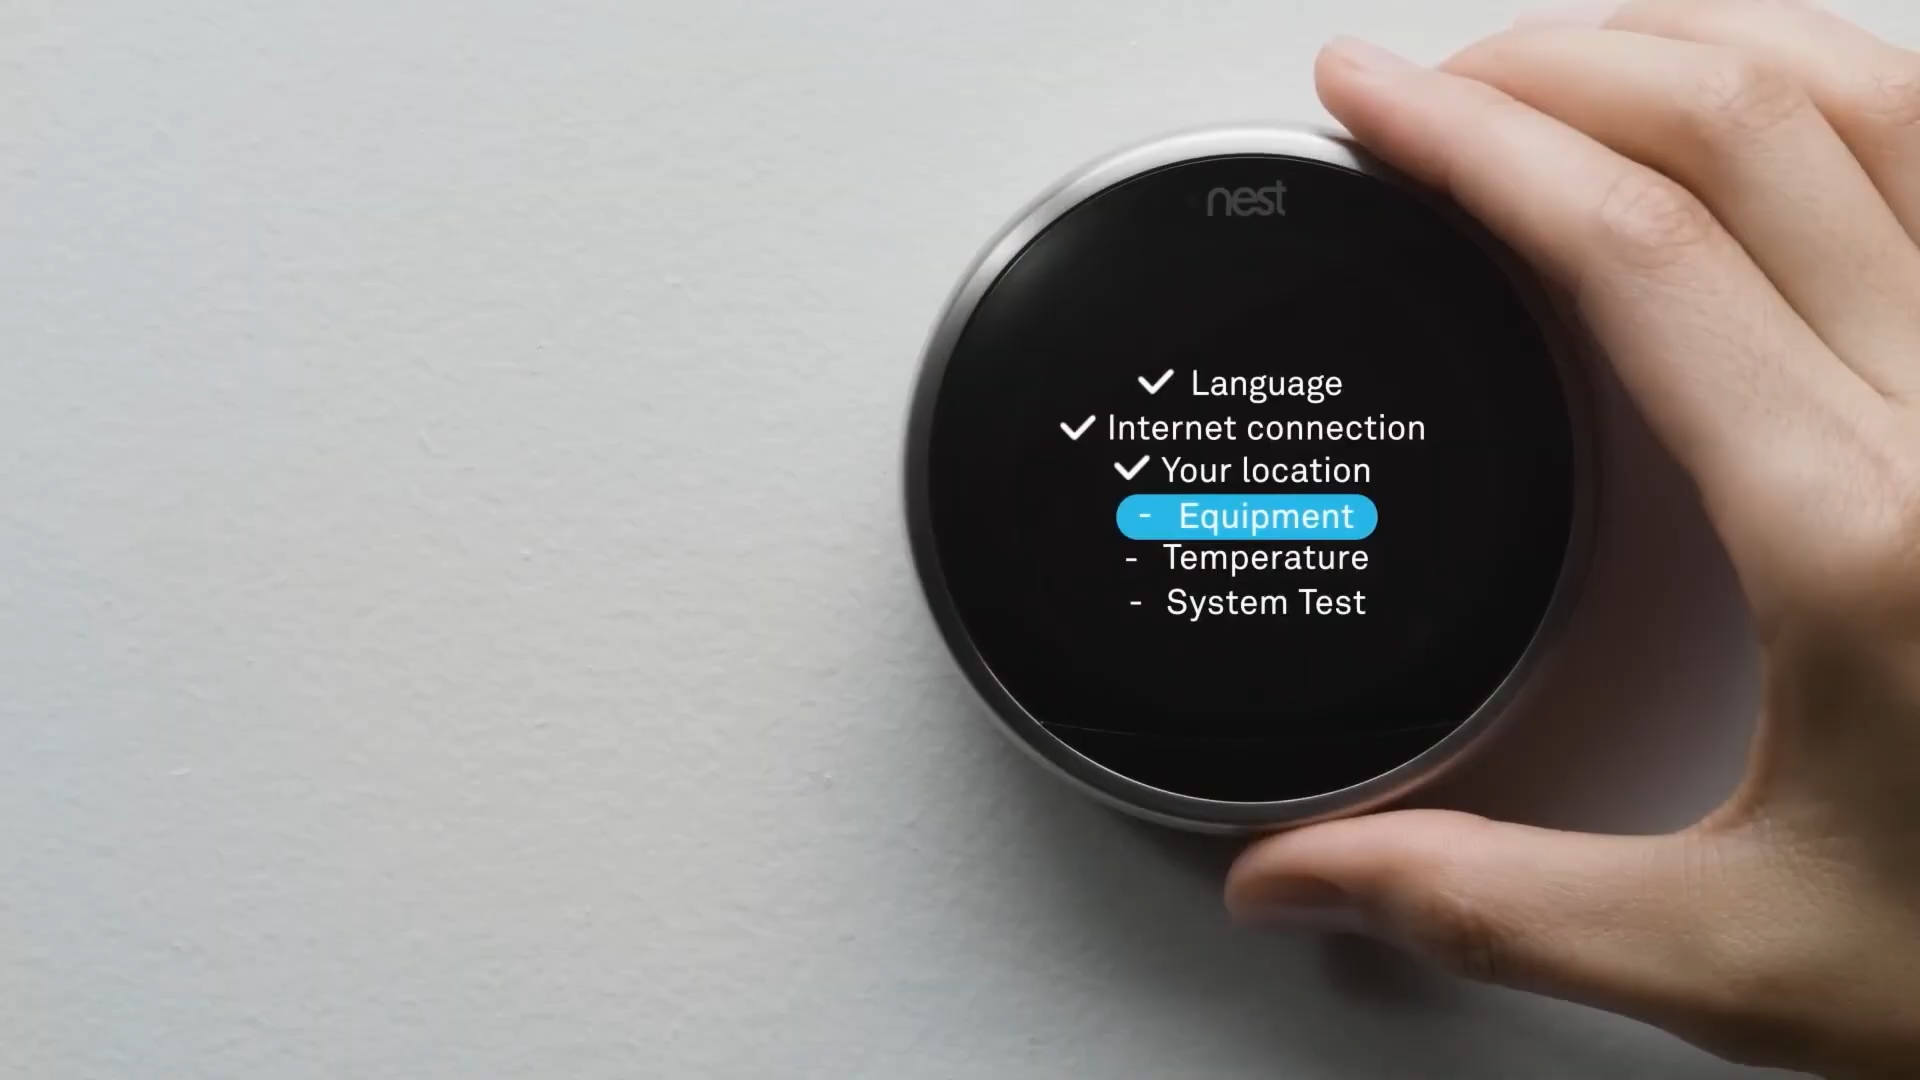 nest
✓ Language
✓ Internet connection
✓ Your location
- Equipment
- Temperature
- System Test